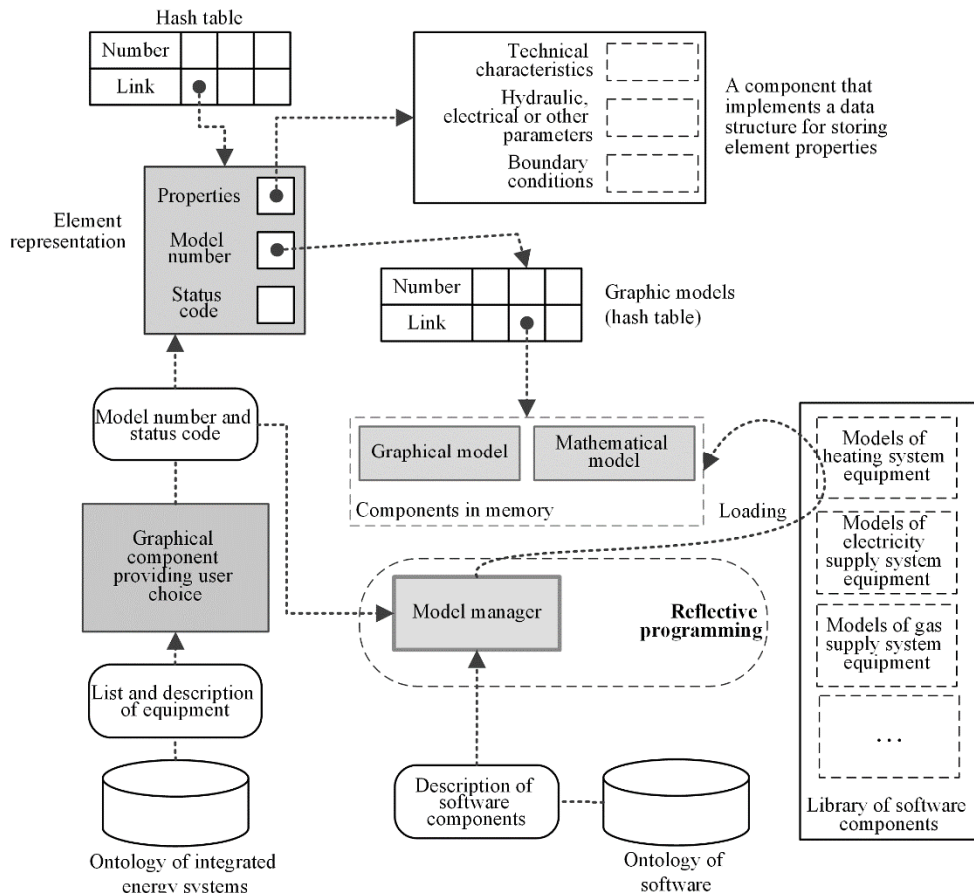 Hash table
Number
Link
Technical
characteristics
Hydraulic,
electrical or other
parameters
Boundary
conditions
A component that
implements a data
structure for storing
element properties
Element
representation
Properties
Model
number
Status
code
Number
Link
Graphic models
(hash table)
Model number and
status code
Graphical model
Mathematical
model
Components in memory
Loading
Models of
heating system
equipment
Models of
electricity
supply system
equipment
Models of gas
supply system
equipment
...
Library of software
components
Graphical
component
providing user
choice
Model manager
Reflective
programming
List and description
of equipment
Description of
software
components
Ontology of integrated
energy systems
Ontology of
software